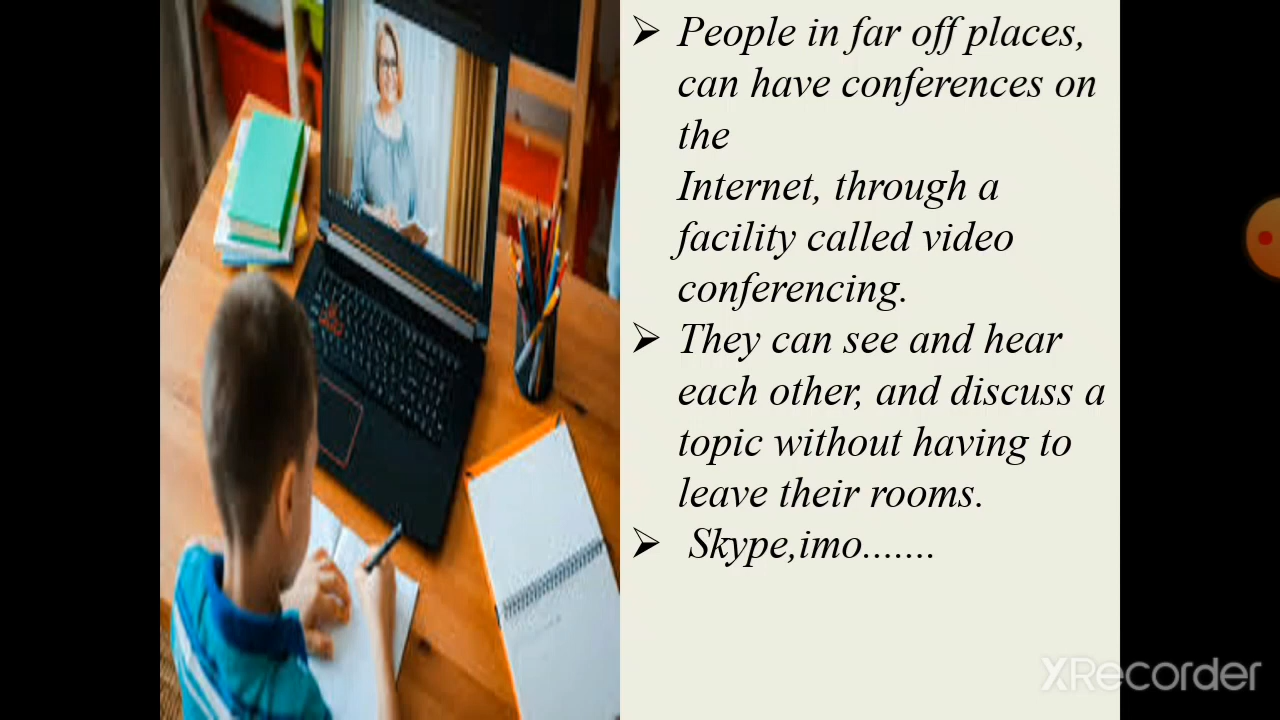 ➢ People in far off places,
can have conferences on
the
Internet, through a
facility called video
conferencing.
➢ They can see and hear
each other, and discuss a
topic without having to
leave their rooms.
➢ Skype,imo.......
XRecorder